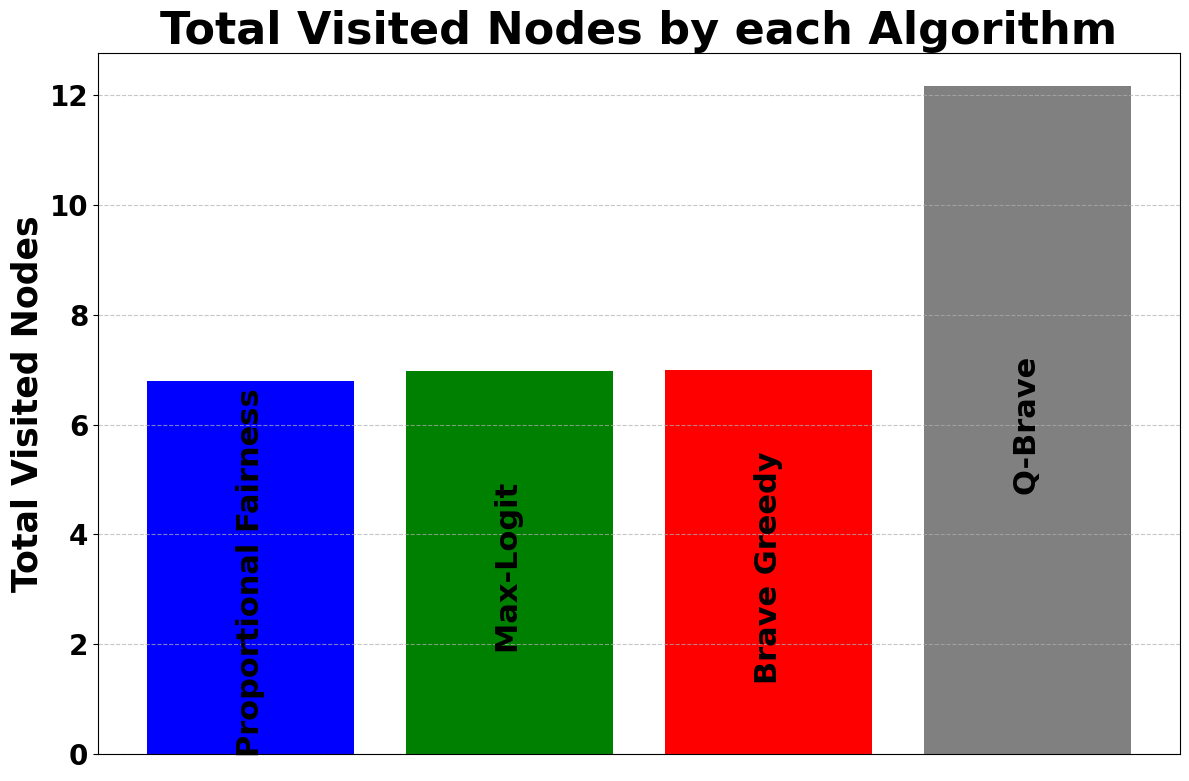 Total Visited Nodes by each Algorithm
Total Visited Nodes
12
10
8
6
4
2
0
Proportional Fairness
Max-Logit
Brave Greedy
Q-Brave